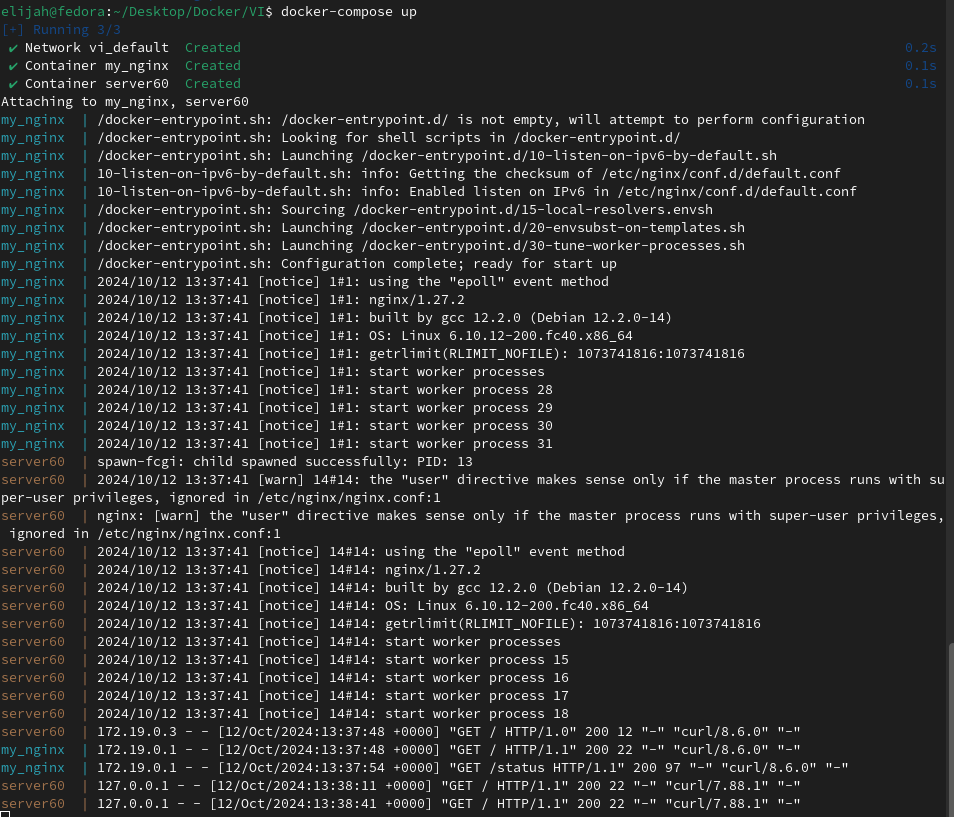 elijah@fedora:~/Desktop/Docker/VI$ docker-compose up
[+] Running 3/3
✔ Network vi_default  Created 0.2s
✔ Container my_nginx  Created 0.1s
✔ Container server60  Created 0.1s
Attaching to my_nginx, server60
my_nginx  | /docker-entrypoint.sh: /docker-entrypoint.d/ is not empty, will attempt to perform configuration
my_nginx  | /docker-entrypoint.sh: Looking for shell scripts in /docker-entrypoint.d/
my_nginx  | /docker-entrypoint.sh: Launching /docker-entrypoint.d/10-listen-on-ipv6-by-default.sh
my_nginx  | 10-listen-on-ipv6-by-default.sh: info: Getting the checksum of /etc/nginx/conf.d/default.conf
my_nginx  | 10-listen-on-ipv6-by-default.sh: info: Enabled listen on IPv6 in /etc/nginx/conf.d/default.conf
my_nginx  | /docker-entrypoint.sh: Sourcing /docker-entrypoint.d/15-local-resolvers.envsh
my_nginx  | /docker-entrypoint.sh: Launching /docker-entrypoint.d/20-envsubst-on-templates.sh
my_nginx  | /docker-entrypoint.sh: Launching /docker-entrypoint.d/30-tune-worker-processes.sh
my_nginx  | /docker-entrypoint.sh: Configuration complete; ready for start up
my_nginx  | 2024/10/12 13:37:41 [notice] 1#1: using the "epoll" event method
my_nginx  | 2024/10/12 13:37:41 [notice] 1#1: nginx/1.27.2
my_nginx  | 2024/10/12 13:37:41 [notice] 1#1: built by gcc 12.2.0 (Debian 12.2.0-14)
my_nginx  | 2024/10/12 13:37:41 [notice] 1#1: OS: Linux 6.10.12-200.fc40.x86_64
my_nginx  | 2024/10/12 13:37:41 [notice] 1#1: getrlimit(RLIMIT_NOFILE): 1073741816:1073741816
my_nginx  | 2024/10/12 13:37:41 [notice] 1#1: start worker processes
my_nginx  | 2024/10/12 13:37:41 [notice] 1#1: start worker process 28
my_nginx  | 2024/10/12 13:37:41 [notice] 1#1: start worker process 29
my_nginx  | 2024/10/12 13:37:41 [notice] 1#1: start worker process 30
my_nginx  | 2024/10/12 13:37:41 [notice] 1#1: start worker process 31
server60  | spawn-fcgi: child spawned successfully: PID: 13
server60  | 2024/10/12 13:37:41 [warn] 14#14: the "user" directive makes sense only if the master process runs with su
per-user privileges, ignored in /etc/nginx/nginx.conf:1
server60  | nginx: [warn] the "user" directive makes sense only if the master process runs with super-user privileges,
ignored in /etc/nginx/nginx.conf:1
server60  | 2024/10/12 13:37:41 [notice] 14#14: using the "epoll" event method
server60  | 2024/10/12 13:37:41 [notice] 14#14: nginx/1.27.2
server60  | 2024/10/12 13:37:41 [notice] 14#14: built by gcc 12.2.0 (Debian 12.2.0-14)
server60  | 2024/10/12 13:37:41 [notice] 14#14: OS: Linux 6.10.12-200.fc40.x86_64
server60  | 2024/10/12 13:37:41 [notice] 14#14: getrlimit(RLIMIT_NOFILE): 1073741816:1073741816
server60  | 2024/10/12 13:37:41 [notice] 14#14: start worker processes
server60  | 2024/10/12 13:37:41 [notice] 14#14: start worker process 15
server60  | 2024/10/12 13:37:41 [notice] 14#14: start worker process 16
server60  | 2024/10/12 13:37:41 [notice] 14#14: start worker process 17
server60  | 2024/10/12 13:37:41 [notice] 14#14: start worker process 18
server60  | 172.19.0.3 - - [12/Oct/2024:13:37:48 +0000] "GET / HTTP/1.0" 200 12 "-" "curl/8.6.0" "-"
my_nginx  | 172.19.0.1 - - [12/Oct/2024:13:37:48 +0000] "GET / HTTP/1.1" 200 22 "-" "curl/8.6.0" "-"
my_nginx  | 172.19.0.1 - - [12/Oct/2024:13:37:54 +0000] "GET /status HTTP/1.1" 200 97 "-" "curl/8.6.0" "-"
server60  | 127.0.0.1 - - [12/Oct/2024:13:38:11 +0000] "GET / HTTP/1.1" 200 22 "-" "curl/7.88.1" "-"
server60  | 127.0.0.1 - - [12/Oct/2024:13:38:41 +0000] "GET / HTTP/1.1" 200 22 "-" "curl/7.88.1" "-"